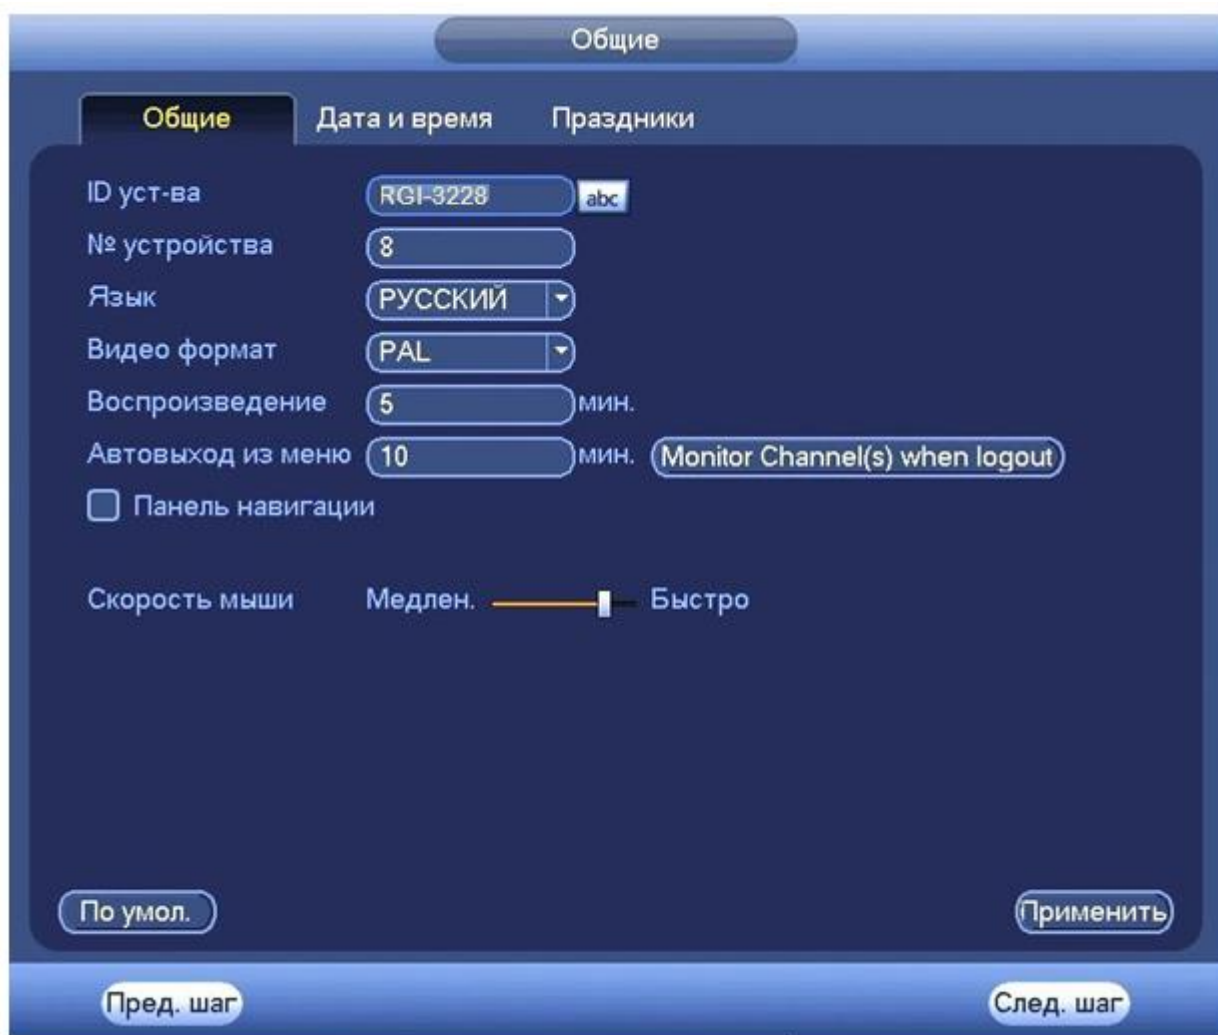 Общие
Общие Дата и время Праздники
ID уст-ва RGI-3228 abc
№ устройства 8
Язык РУССКИЙ
Видео формат PAL
Воспроизведение 5 мин.
Автовыход из меню 10 мин. Monitor Channel(s) when logout
Панель навигации
Скорость мыши Медлен. Быстро
По умол. Применить
Пред. шаг След. шаг